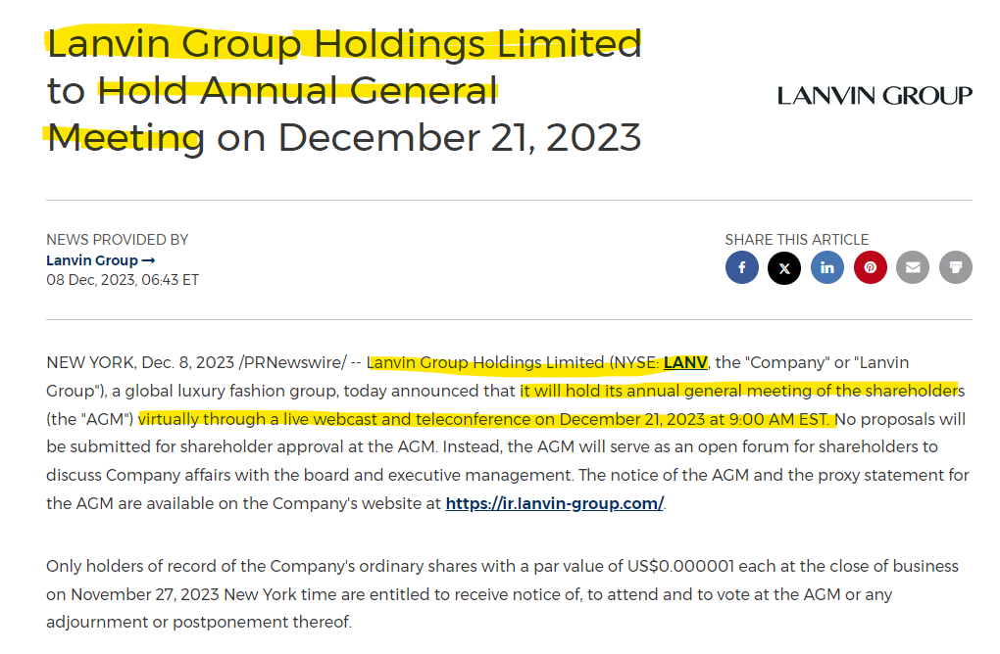 Lanvin Group Holdings Limited
to Hold Annual General
Meeting on December 21, 2023
LANVIN GROUP
NEWS PROVIDED BY
Lanvin Group →
08 Dec, 2023, 06:43 ET
SHARE THIS ARTICLE
NEW YORK, Dec. 8, 2023 /PRNewswire/ -- Lanvin Group Holdings Limited (NYSE: LANV, the "Company" or "Lanvin
Group"), a global luxury fashion group, today announced that it will hold its annual general meeting of the shareholders
(the "AGM") virtually through a live webcast and teleconference on December 21, 2023 at 9:00 AM EST. No proposals will
be submitted for shareholder approval at the AGM. Instead, the AGM will serve as an open forum for shareholders to
discuss Company affairs with the board and executive management. The notice of the AGM and the proxy statement for
the AGM are available on the Company's website at https://ir.lanvin-group.com/.
Only holders of record of the Company's ordinary shares with a par value of US$0.000001 each at the close of business
on November 27, 2023 New York time are entitled to receive notice of, to attend and to vote at the AGM or any
adjournment or postponement thereof.